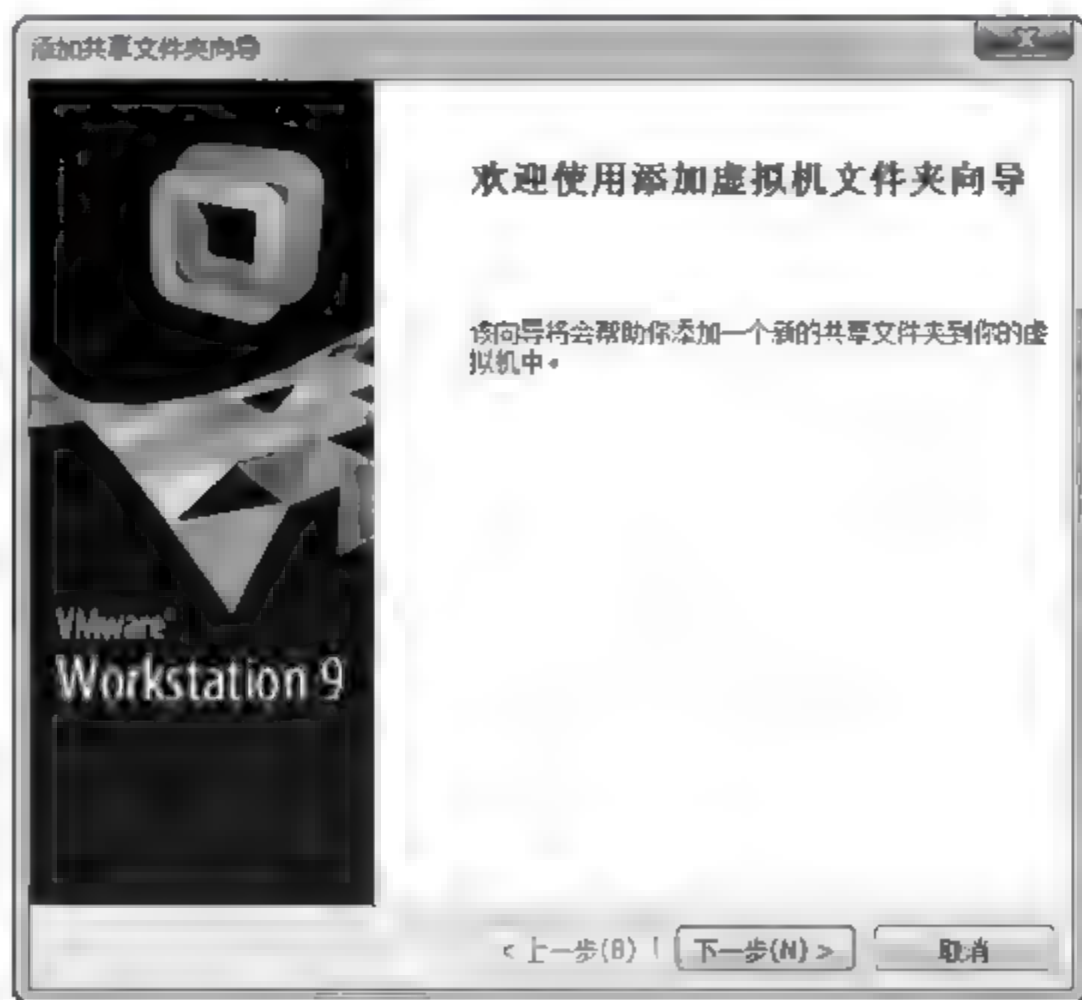 添加共享文件夹向导
欢迎使用添加虚拟机文件夹向导
该向导将会帮助你添加一个新的共享文件夹到你的虚
拟机中。
VMware®
Workstation 9
< 上一步(B)
下一步(N) >
取消